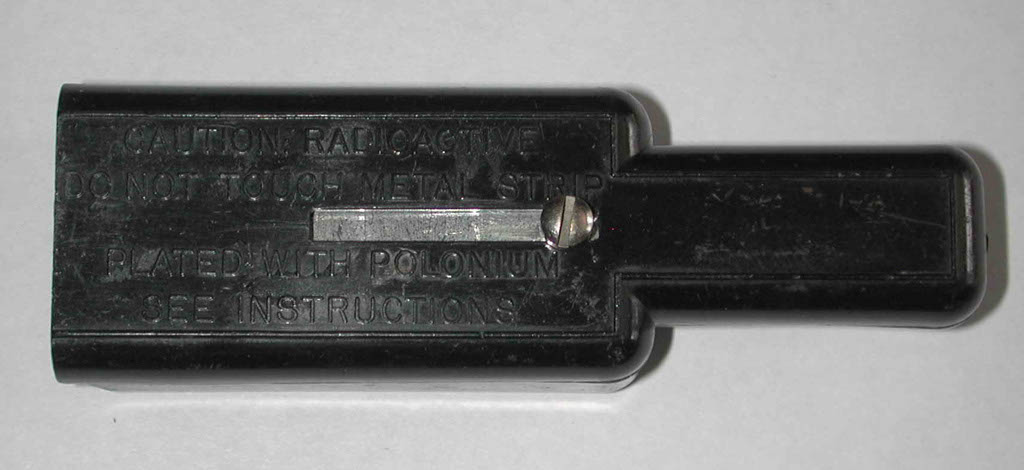 CAUTION: RADIOACTIVE
DO NOT TOUCH METAL STRIP
PLATED WITH POLONIUM
SEE INSTRUCTIONS